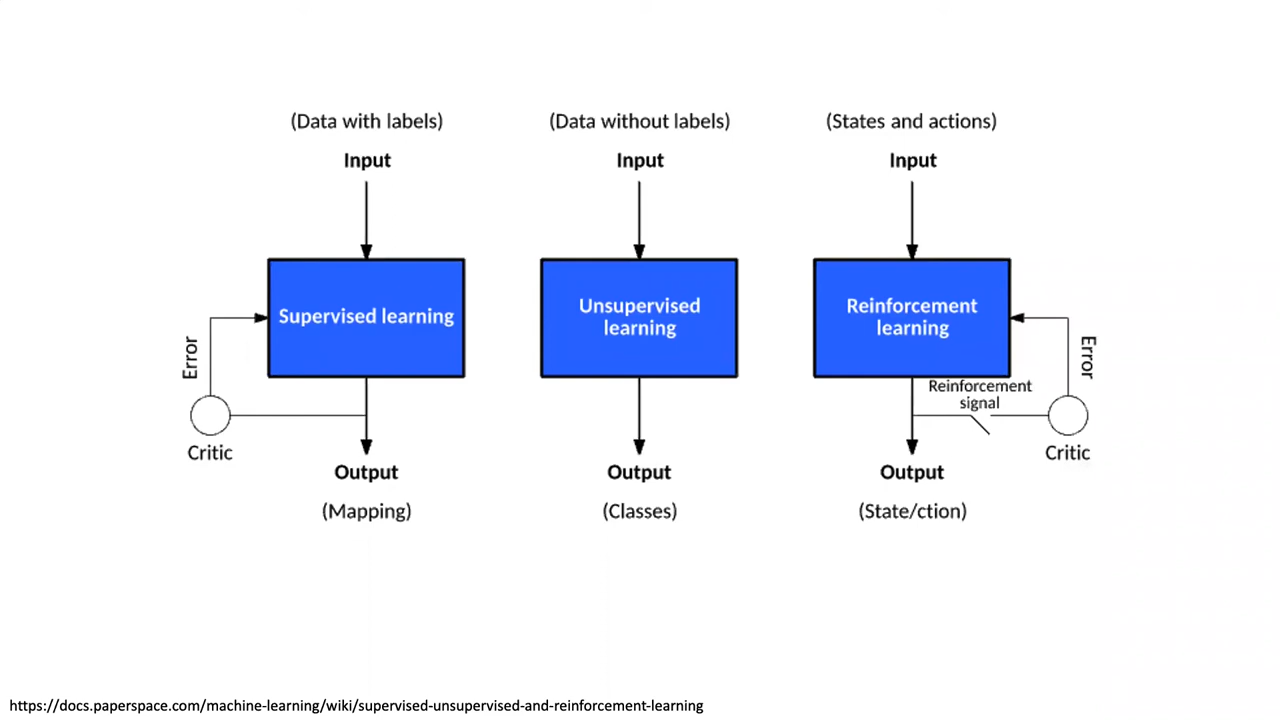 (Data with labels)
Input
Supervised learning
Error
Critic
Output
(Mapping)
(Data without labels)
Input
Unsupervised
learning
Output
(Classes)
(States and actions)
Input
Reinforcement
learning
Reinforcement
signal
Error
Critic
Output
(State/ction)
https://docs.paperspace.com/machine-learning/wiki/supervised-unsupervised-and-reinforcement-learning